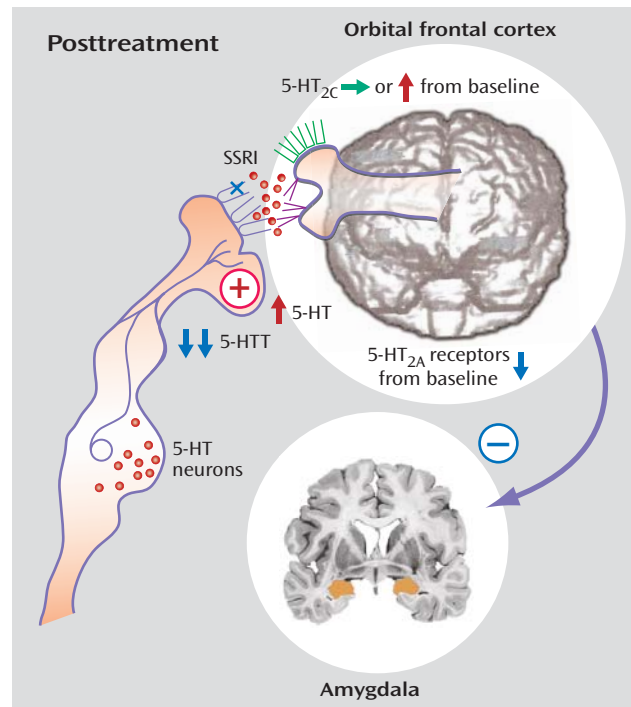 Posttreatment
Orbital frontal cortex
5-HT2C → or ↑ from baseline
SSRI
×
+
↑ 5-HT
↓↓ 5-HTT
5-HT2A receptors ↓
from baseline
−
5-HT
neurons
Amygdala